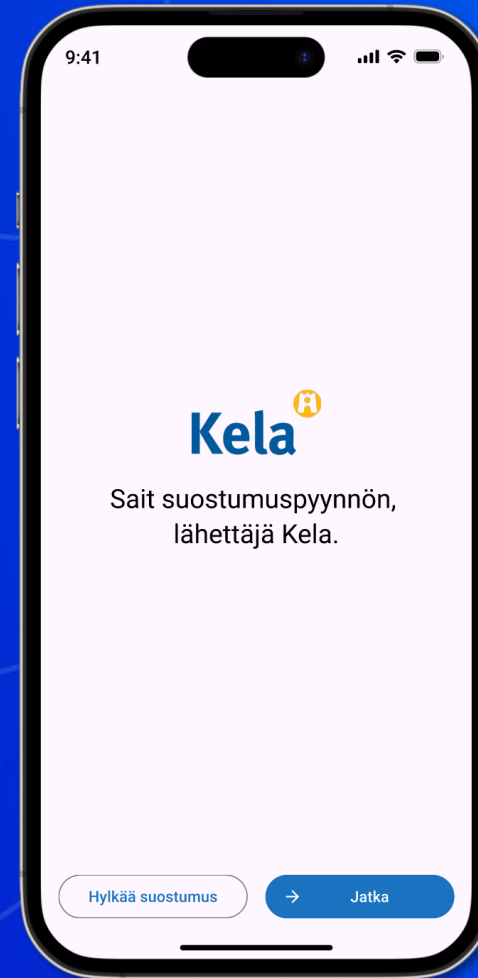 9:41
Kela
Sait suostumuspyynnön,
lähettäjä Kela.
Hylkää suostumus
Jatka